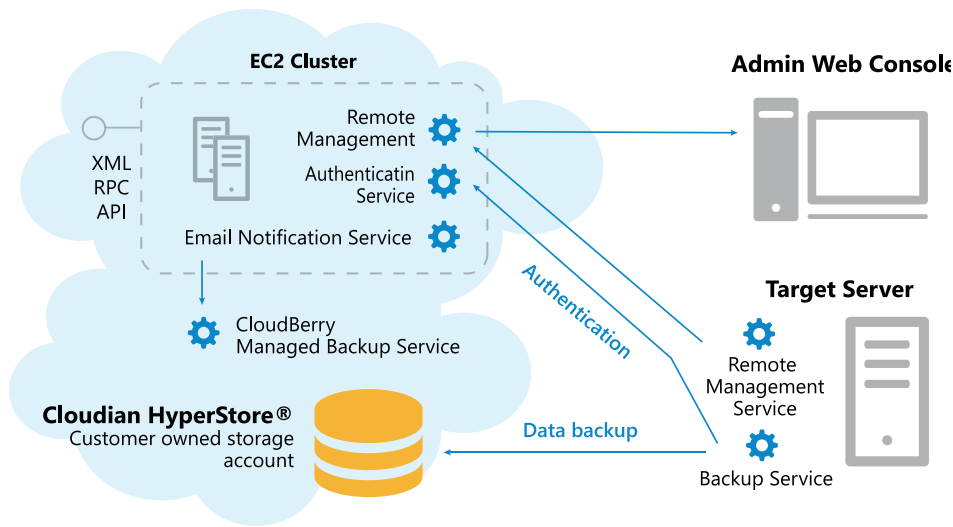 EC2 Cluster
Remote
Management
Authenticatin
Service
Email Notification Service
XML
RPC
API
CloudBerry
Managed Backup Service
Cloudian HyperStore®
Customer owned storage
account
Admin Web Console
Authentication
Data backup
Target Server
Remote
Management
Service
Backup Service